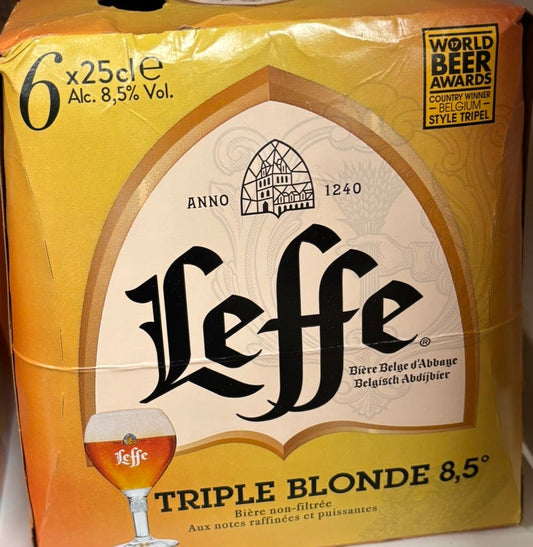 6 x25cl e
Alc. 8,5% Vol.
WORLD
BEER
AWARDS
COUNTRY WINNER
BELGIUM
STYLE TRIPEL
ANNO 1240
Leffe®
Bière Belge d'Abbaye
Belgisch Abdijbier
Leffe
TRIPLE BLONDE 8,5°
Bière non-filtrée
Aux notes raffinées et puissantes